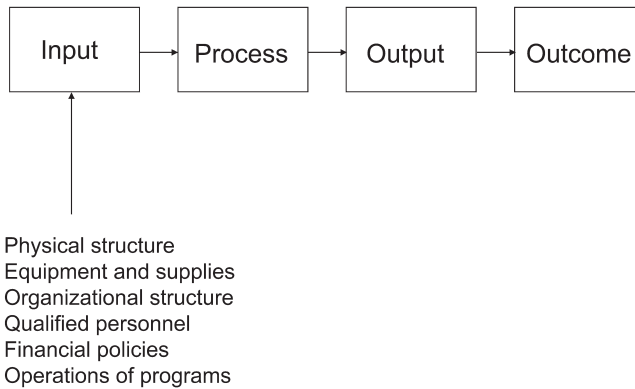 Input
Process
Output
Outcome
Physical structure
Equipment and supplies
Organizational structure
Qualified personnel
Financial policies
Operations of programs